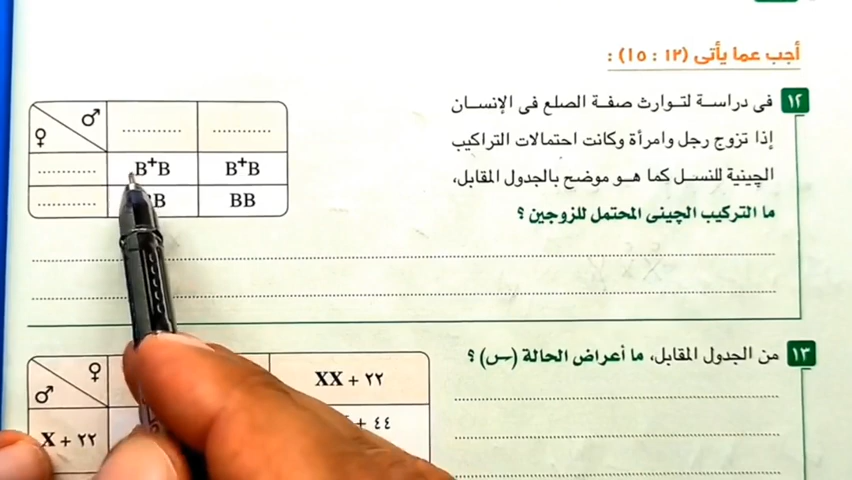 أجب عما يأتى (١٢ : ١٥) :
١٢ فى دراسة لتوارث صفة الصلع فى الإنسان
إذا تزوج رجل وامرأة وكانت احتمالات التراكيب
الچينية للنسل كما هو موضح بالجدول المقابل،
ما التركيب الچينى المحتمل للزوجين ؟
♂ ............ ............
♀
............ B⁺B B⁺B
............ B BB
١٣ من الجدول المقابل، ما أعراض الحالة (س) ؟
♀ XX + ٢٢
♂
X + ٢٢ + ٤٤